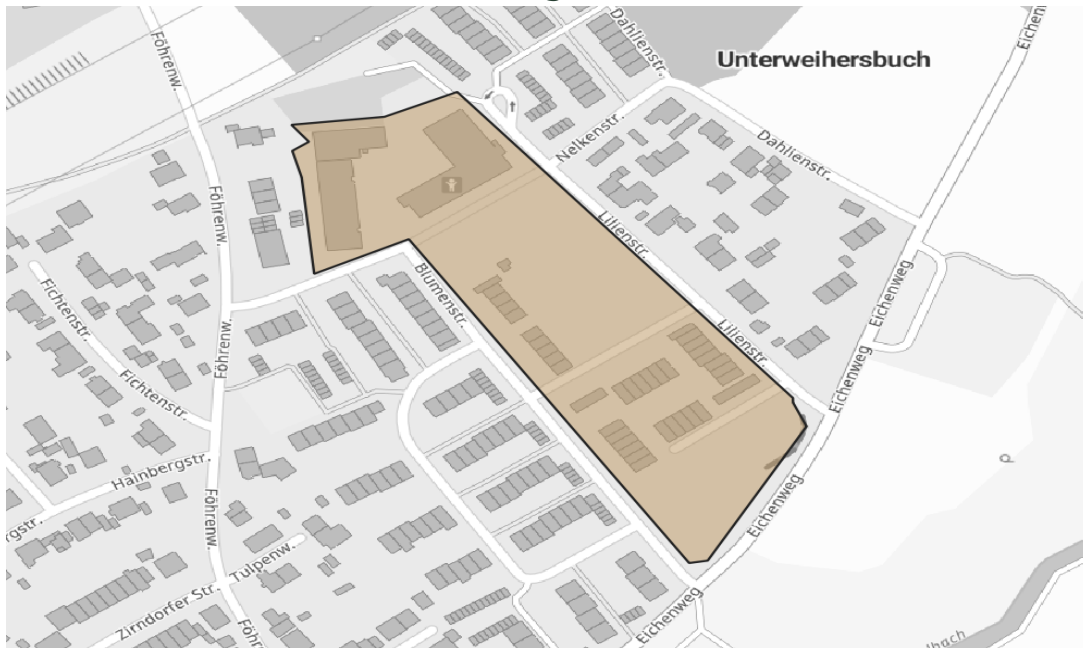 Föhrenw.
Dahlienstr.
Eichenweg
Unterweihersbuch
Nelkenstr.
Dahlienstr.
Föhrenw.
Lilienstr.
Fichtenstr.
Blumenstr.
Eichenweg
Föhrenw.
Lilienstr.
Eichenweg
Fichtenstr.
Hainbergstr.
Föhrenw.
Eichenweg
Tulpenw.
Zirndorfer Str.
Eichenweg